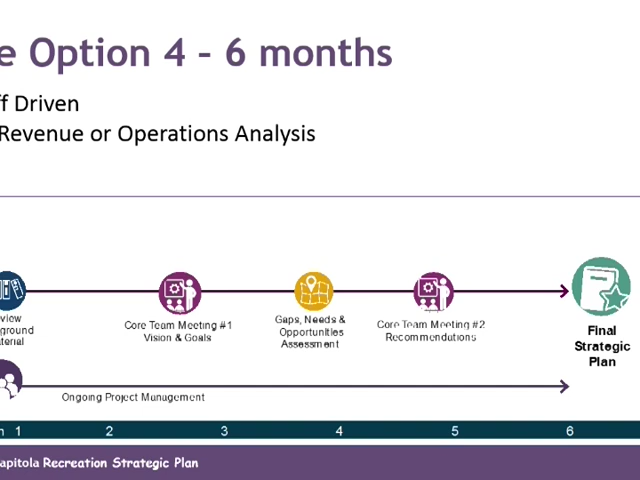 e Option 4 – 6 months
ff Driven
Revenue or Operations Analysis
view
ground
terial
Core Team Meeting #1
Vision & Goals
Gaps, Needs &
Opportunities
Assessment
Core Team Meeting #2
Recommendations
Final
Strategic
Plan
Ongoing Project Management
h 1 2 3 4 5 6
apitola Recreation Strategic Plan